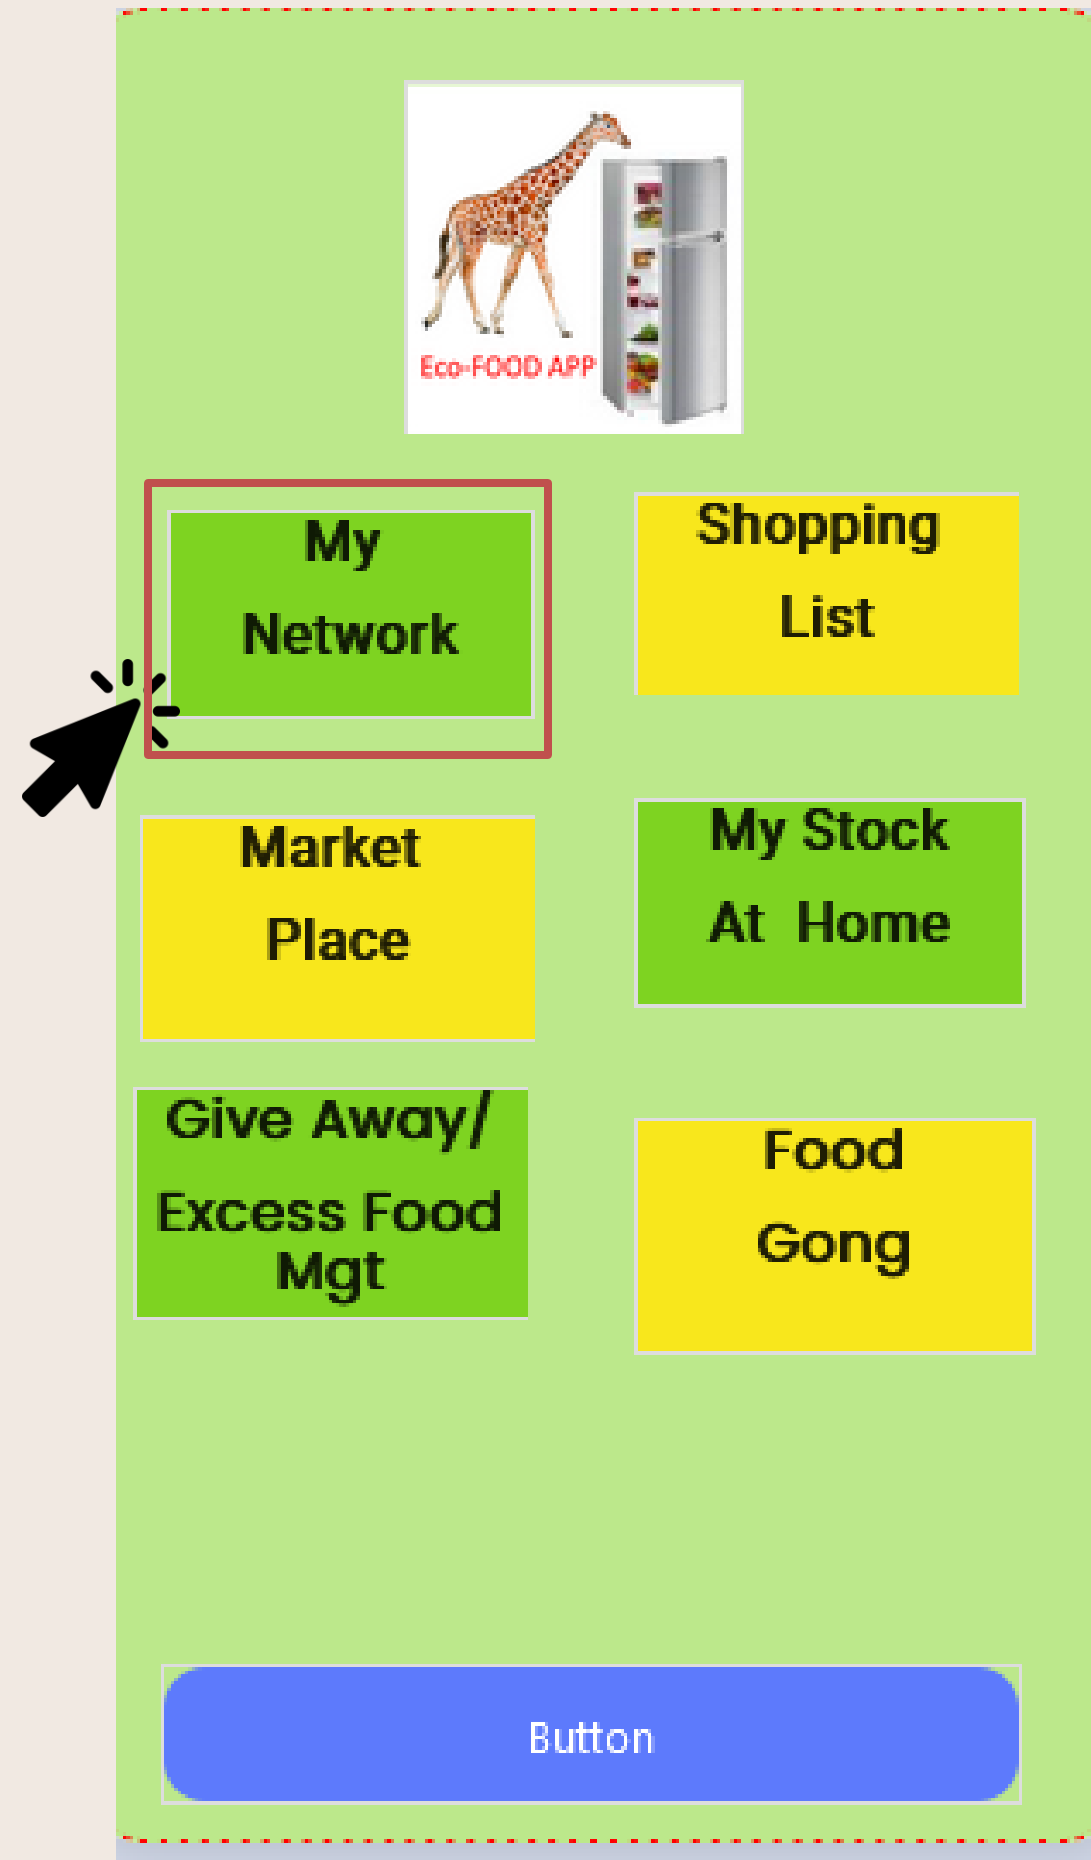 Eco-FOOD APP
My
Network
Shopping
List
Market
Place
My Stock
At Home
Give Away/
Excess Food
Mgt
Food
Gong
Button